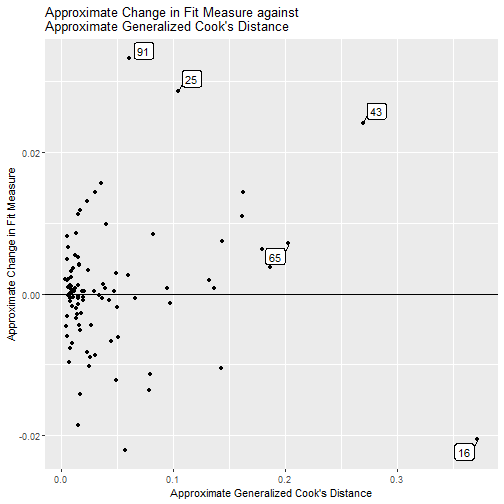 Approximate Change in Fit Measure against
Approximate Generalized Cook's Distance
91
25
43
0.02
65
0.00
-0.02
16
0.0 0.1 0.2 0.3
Approximate Generalized Cook's Distance
Approximate Change in Fit Measure